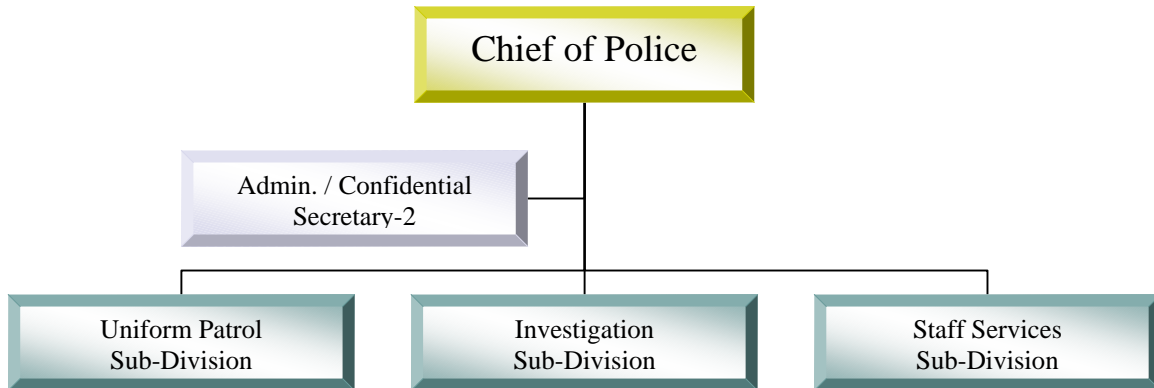 Chief of Police
Admin. / Confidential
Secretary-2
Uniform Patrol
Sub-Division
Investigation
Sub-Division
Staff Services
Sub-Division